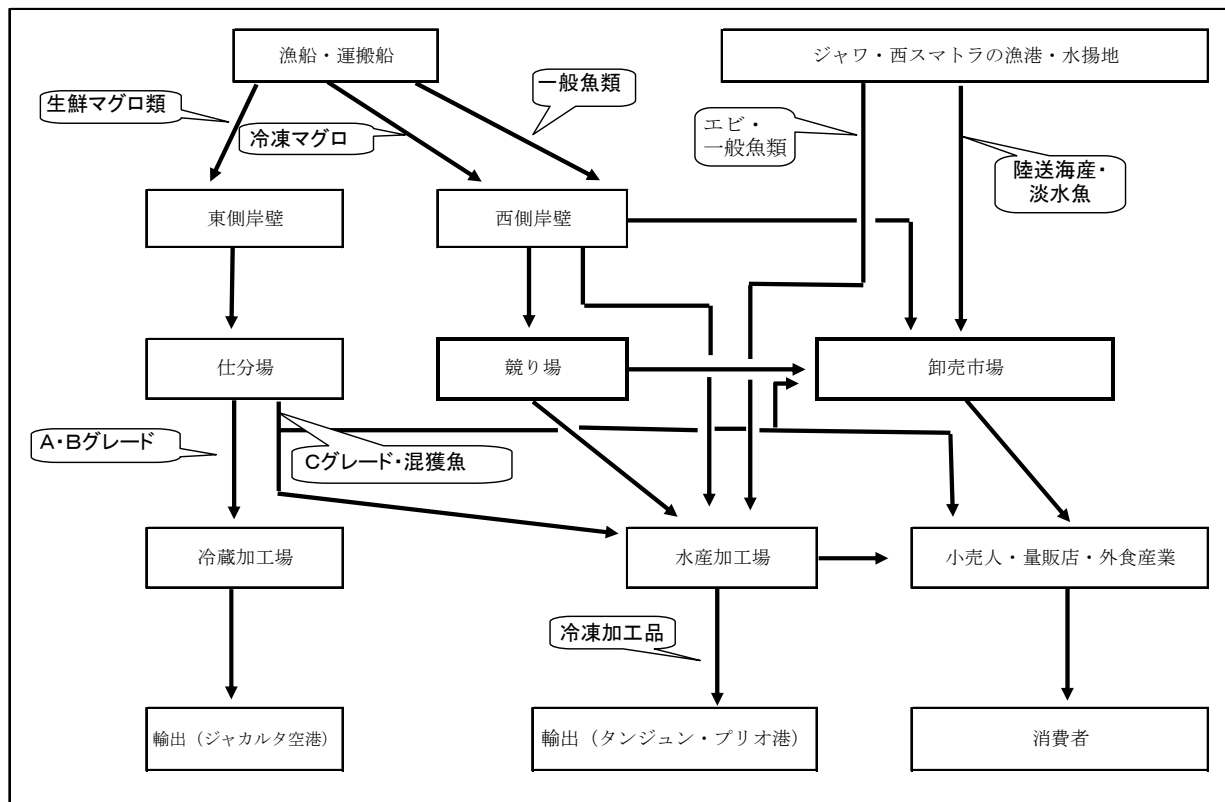 漁船・運搬船
ジャワ・西スマトラの漁港・水揚地
生鮮マグロ類
冷凍マグロ
一般魚類
エビ・
一般魚類
陸送海産・
淡水魚
東側岸壁
西側岸壁
仕分場
競り場
卸売市場
A・Bグレード
Cグレード・混獲魚
冷蔵加工場
水産加工場
小売人・量販店・外食産業
冷凍加工品
輸出（ジャカルタ空港）
輸出（タンジュン・プリオ港）
消費者